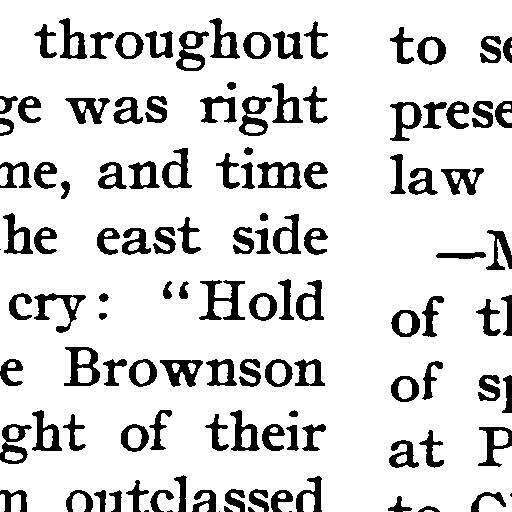 throughout
ge was right
me, and time
he east side
cry: “Hold
e Brownson
ght of their
m outclassed
to se
prese
law
—M
of th
of sp
at P
to C